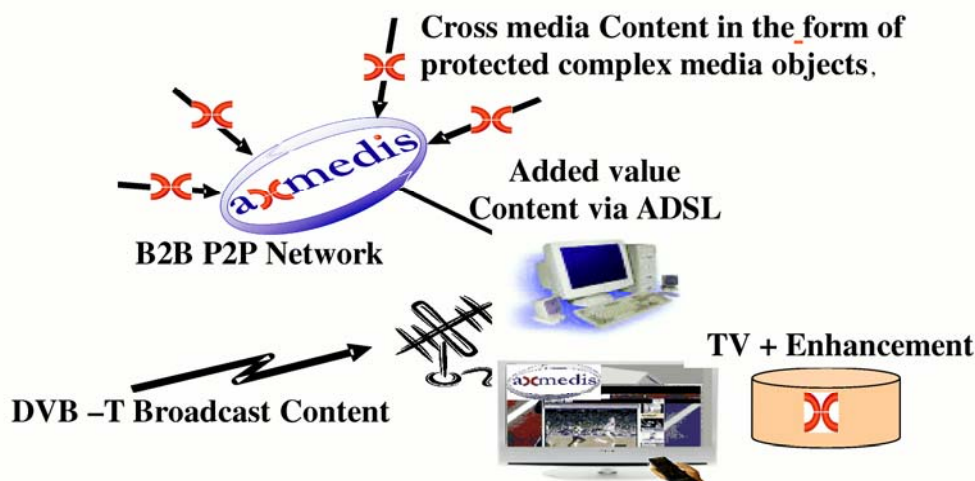 Cross media Content in the form of
protected complex media objects,
axmedis
Added value
Content via ADSL
B2B P2P Network
TV + Enhancement
DVB –T Broadcast Content
axmedis